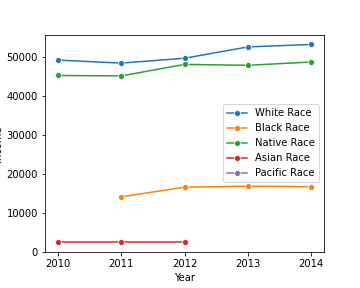 50000
40000
30000
20000
10000
0
White Race
Black Race
Native Race
Asian Race
Pacific Race
2010 2011 2012 2013 2014
Year